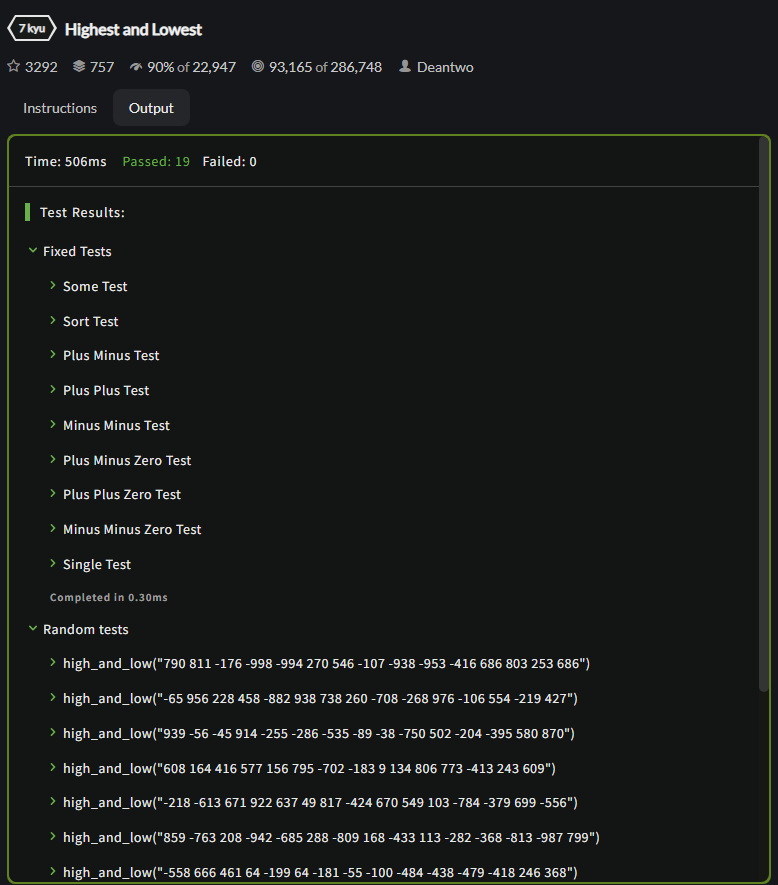 7 kyu Highest and Lowest
3292 757 90% of 22,947 93,165 of 286,748 Deantwo
Instructions Output
Time: 506ms Passed: 19 Failed: 0
Test Results:
Fixed Tests
Some Test
Sort Test
Plus Minus Test
Plus Plus Test
Minus Minus Test
Plus Minus Zero Test
Plus Plus Zero Test
Minus Minus Zero Test
Single Test
Completed in 0.30ms
Random tests
high_and_low("790 811 -176 -998 -994 270 546 -107 -938 -953 -416 686 803 253 686")
high_and_low("-65 956 228 458 -882 938 738 260 -708 -268 976 -106 554 -219 427")
high_and_low("939 -56 -45 914 -255 -286 -535 -89 -38 -750 502 -204 -395 580 870")
high_and_low("608 164 416 577 156 795 -702 -183 9 134 806 773 -413 243 609")
high_and_low("-218 -613 671 922 637 49 817 -424 670 549 103 -784 -379 699 -556")
high_and_low("859 -763 208 -942 -685 288 -809 168 -433 113 -282 -368 -813 -987 799")
high_and_low("-558 666 461 64 -199 64 -181 -55 -100 -484 -438 -479 -418 246 368")